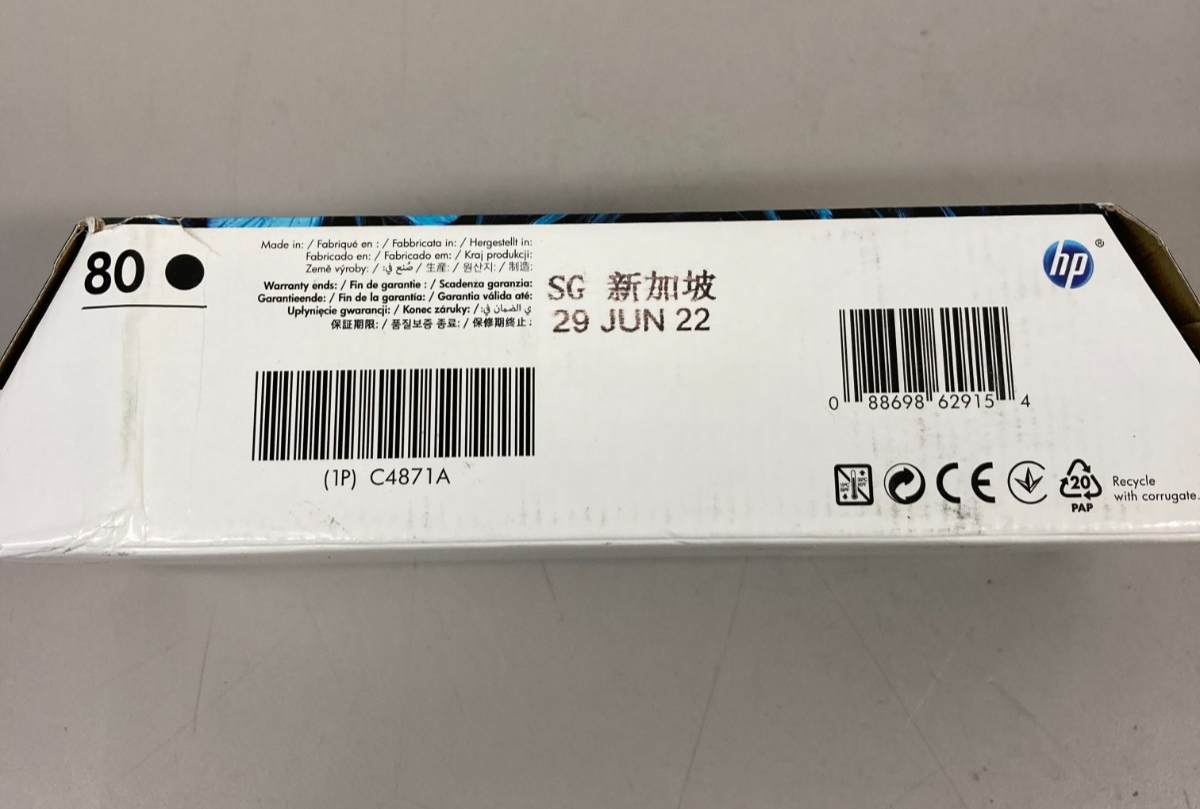 80
Made in: / Fabriqué en : / Fabbricata in: / Hergestellt in:
Fabricado en: / Fabricado em: / Kraj produkcji:
Země výroby: / صُنع في: / 生産: / 원산지: / 制造:
Warranty ends: / Fin de garantie : / Scadenza garanzia:
Garantieende: / Fin de la garantía: / Garantia válida até:
Upłynięcie gwarancji: / Konec záruky: / ي الضمان في:
保証期限: / 품질보증 종료: / 保修期终止:
SG 新加坡
29 JUN 22
hp ®
(1P) C4871A
0 88698 62915 4
20
PAP
CE
Recycle
with corrugate.